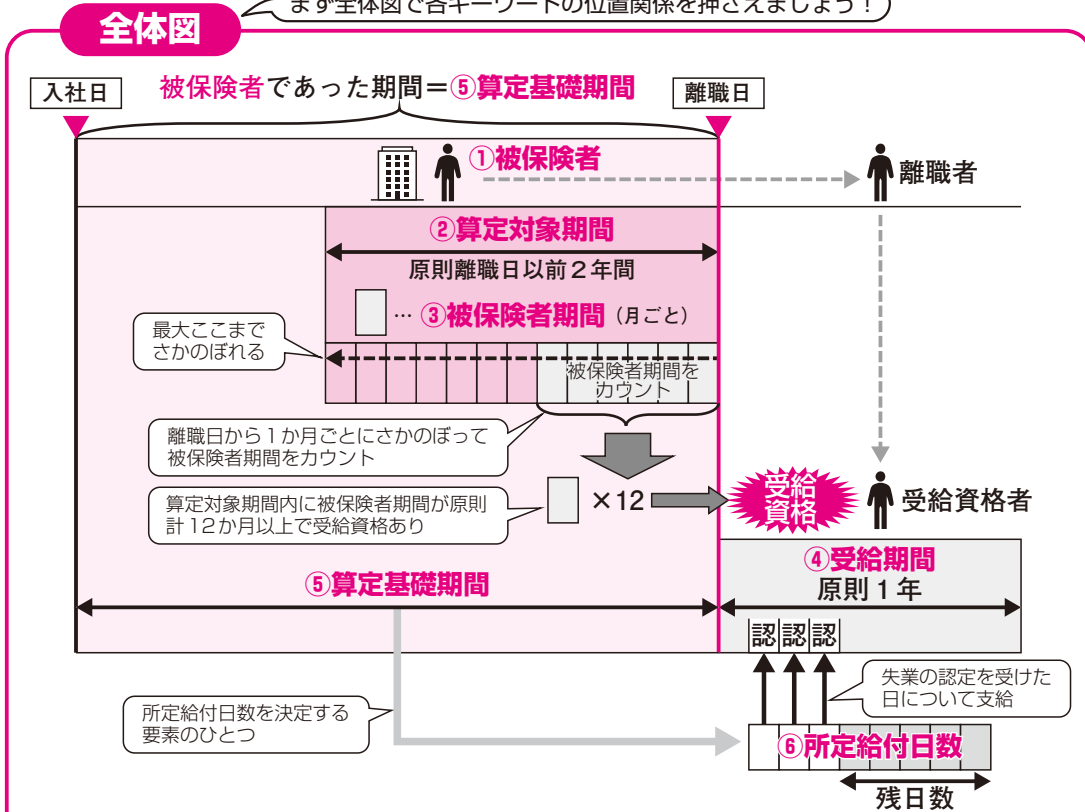 まず全体図で各キーワードの位置関係を押さえましょう！
全体図
入社日
被保険者であった期間＝⑤算定基礎期間
離職日
①被保険者
離職者
②算定対象期間
原則離職日以前２年間
… ③被保険者期間（月ごと）
最大ここまで
さかのぼれる
被保険者期間を
カウント
離職日から１か月ごとにさかのぼって
被保険者期間をカウント
算定対象期間内に被保険者期間が原則
計12か月以上で受給資格あり
×12
受給
資格
受給資格者
④受給期間
原則１年
⑤算定基礎期間
認 認 認
失業の認定を受けた
日について支給
所定給付日数を決定する
要素のひとつ
⑥所定給付日数
残日数